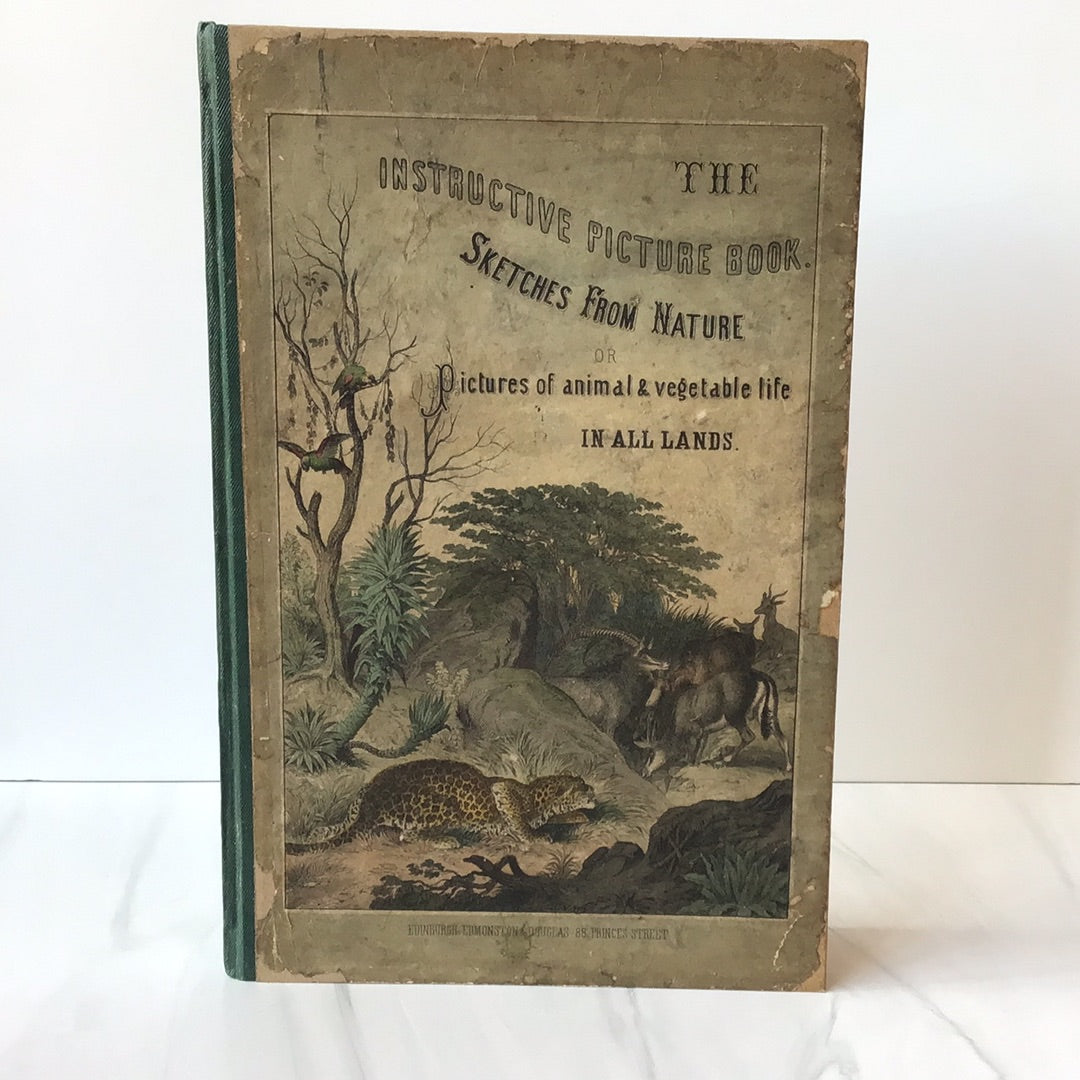 THE
INSTRUCTIVE PICTURE BOOK.
SKETCHES FROM NATURE
OR
Pictures of animal & vegetable life
IN ALL LANDS.
EDINBURGH. EDMONSTON & DOUGLAS 88, PRINCES STREET